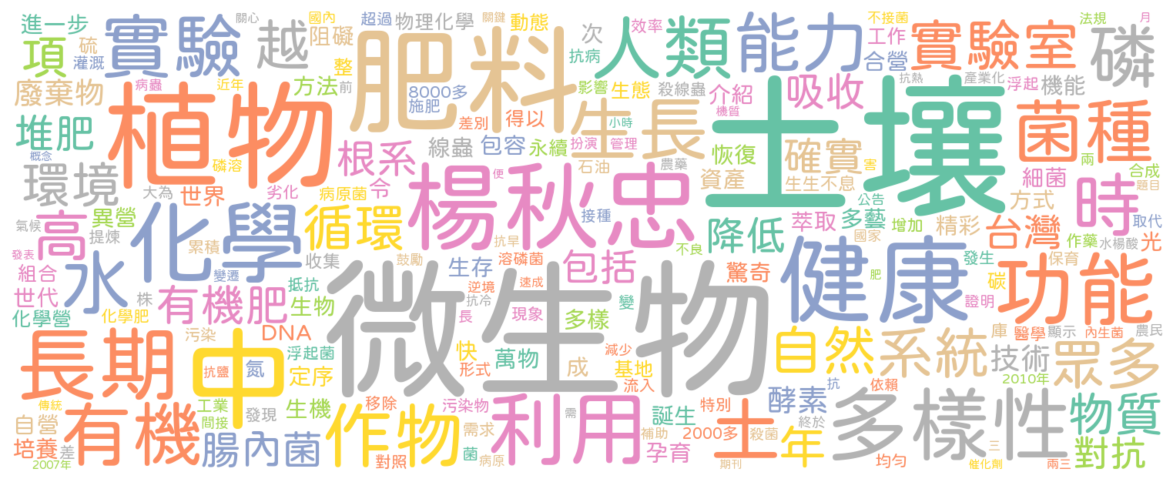 進一步
硫
灌溉
項
實驗
關心
越
國內
阻礙
超過
物理化學
關鍵
動態
次
效率
抗病
人類
能力
不接菌
工作
合營
實驗室
法規
月
磷
廢棄物
病蟲
近年
方法
整
前
肥料
8000多
施肥
差別
得以
影響
生態
殺線蟲
介紹
機質
吸收
抗熱
產業化
浮起
機能
堆肥
概念
植物
磷溶
根系
線蟲
包容
永續
生長
小時
扮演
管理
石油
農藥
恢復
資產
土壤
確實
生生不息
害
細菌
菌種
兩
合成
題目
環境
大為
世界
劣化
病原菌
令
楊秋忠
便
接種
降低
萃取
多藝
公告
增加
國家
方式
精彩
台灣
作藥
水楊酸
時
取代
光
氣候
高
異營
提煉
化學
累積
循環
收集
鼓勵
抗旱
溶磷菌
不良
包括
驚奇
健康
肥
發生
碳
證明
保育
功能
發表
組合
世代
化學營
水
株
化學肥
變遷
有機肥
抵抗
生物
生存
逆境
抗冷
長
速成
現象
變
多樣
微生物
庫
醫學
顯示
內生菌
農民
長期
污染
DNA
中
抗鹽
氮
浮起菌
定序
快
形式
萬物
成
減少
基地
流入
自然
系統
技術
2010年
眾多
傳統
自營
培養
差
2007年
有機
工業
間接
發現
腸內菌
生機
移除
作物
對照
污染物
需求
菌
病原
利用
需
誕生
孕育
補助
特別
2000多
期刊
土
殺菌
年
酵素
終於
抗
依賴
均勻
多樣性
三
催化劑
兩三
物質
對抗